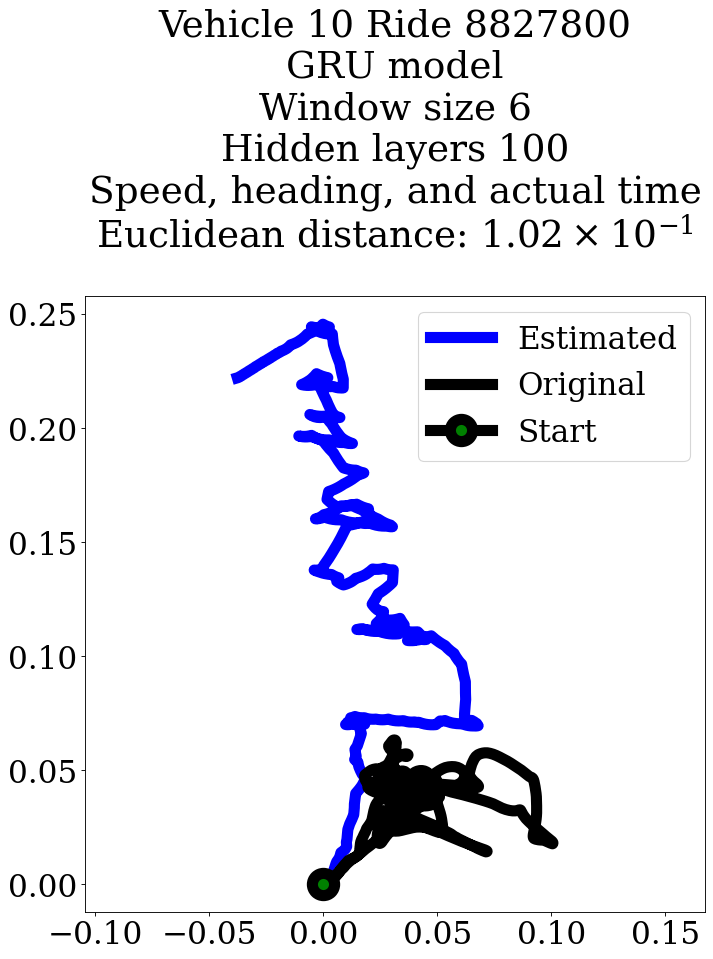 Vehicle 10 Ride 8827800
GRU model
Window size 6
Hidden layers 100
Speed, heading, and actual time
Euclidean distance: 1.02 × 10⁻¹
Estimated
Original
Start
0.25
0.20
0.15
0.10
0.05
0.00
−0.10 −0.05 0.00 0.05 0.10 0.15